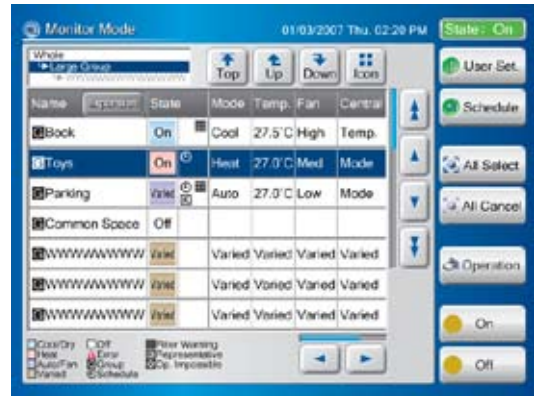 Monitor Mode 01/03/2007 Thu. 02:20 PM State: On
Whole
Large Group
Top Up Down Icon
User Set.
Name State Mode Temp. Fan Central
Schedule
Book On Cool 27.5°C High Temp.
Toys On Heat 27.0°C Med Mode
All Select
Parking Varied Auto 27.0°C Low Mode
All Cancel
Common Space Off
Varied Varied Varied Varied Varied
Operation
Varied Varied Varied Varied Varied
Varied Varied Varied Varied Varied
On
Cool/Dry Off Filter Warning
Heat Error Representative
Auto/Fan Group Op. Impossible
Varied Schedule
Off